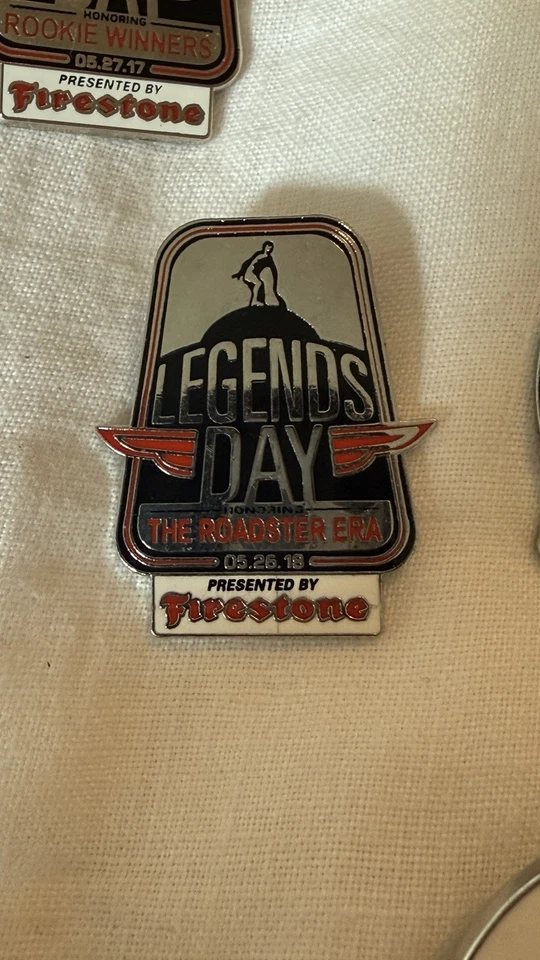 HONORING
ROOKIE WINNERS
05.27.17
PRESENTED BY
Firestone
LEGENDS
DAY
HONORING
THE ROADSTER ERA
05.26.18
PRESENTED BY
Firestone